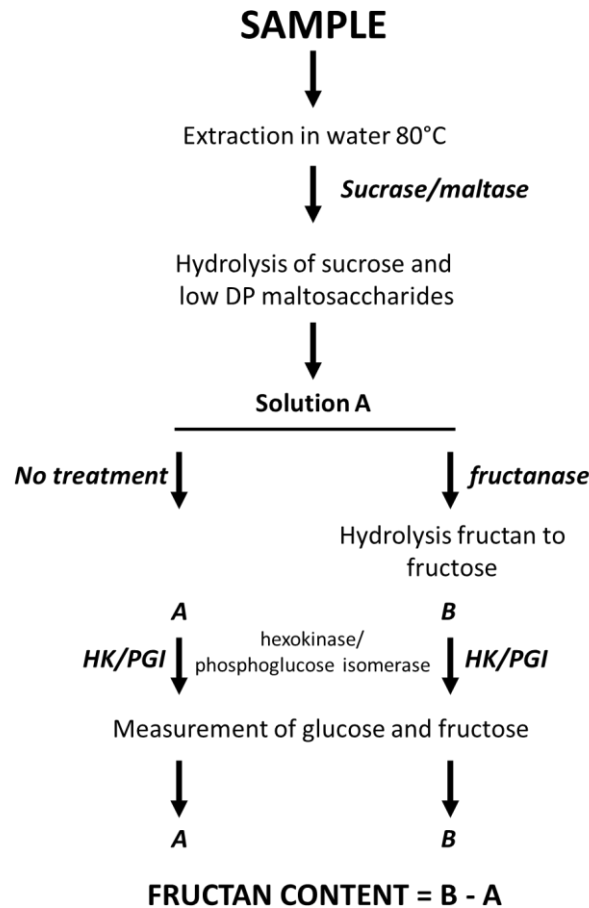 SAMPLE
Extraction in water 80°C
Sucrase/maltase
Hydrolysis of sucrose and
low DP maltosaccharides
Solution A
No treatment
fructanase
Hydrolysis fructan to
fructose
A
B
HK/PGI
hexokinase/
phosphoglucose isomerase
HK/PGI
Measurement of glucose and fructose
A
B
FRUCTAN CONTENT = B - A